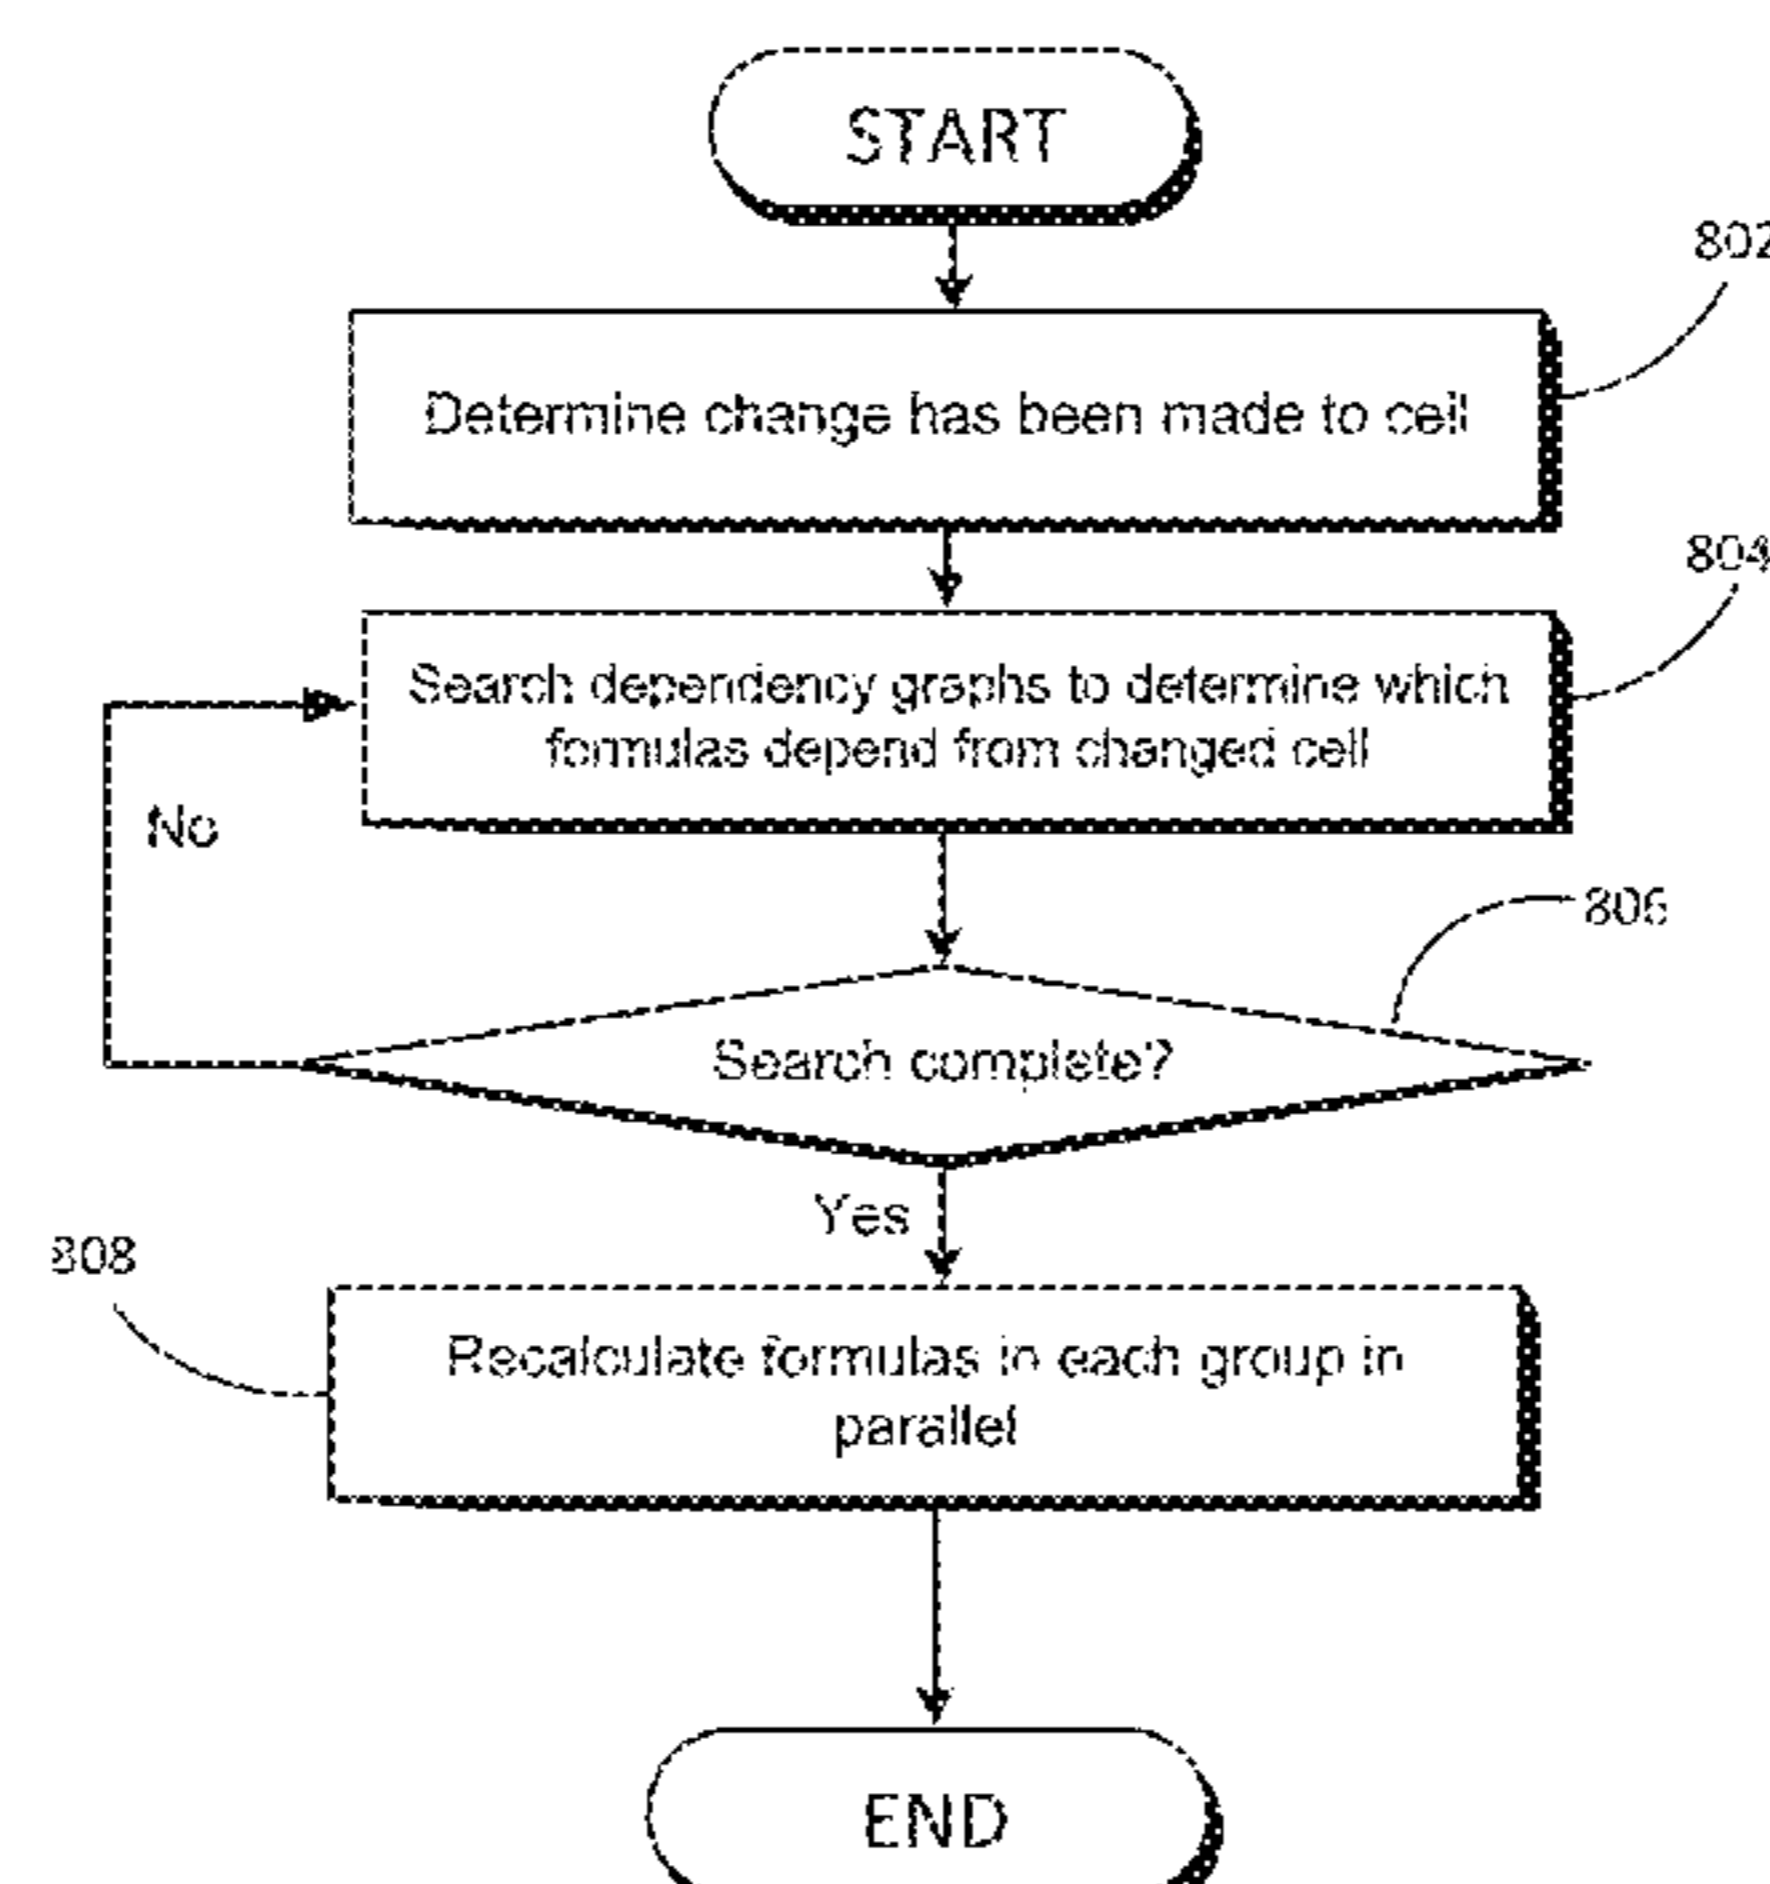 START
802
Determine change has been made to cell
804
Search dependency graphs to determine which
formulas depend from changed cell
No
806
Search complete?
Yes
808
Recalculate formulas in each group in
parallel
END